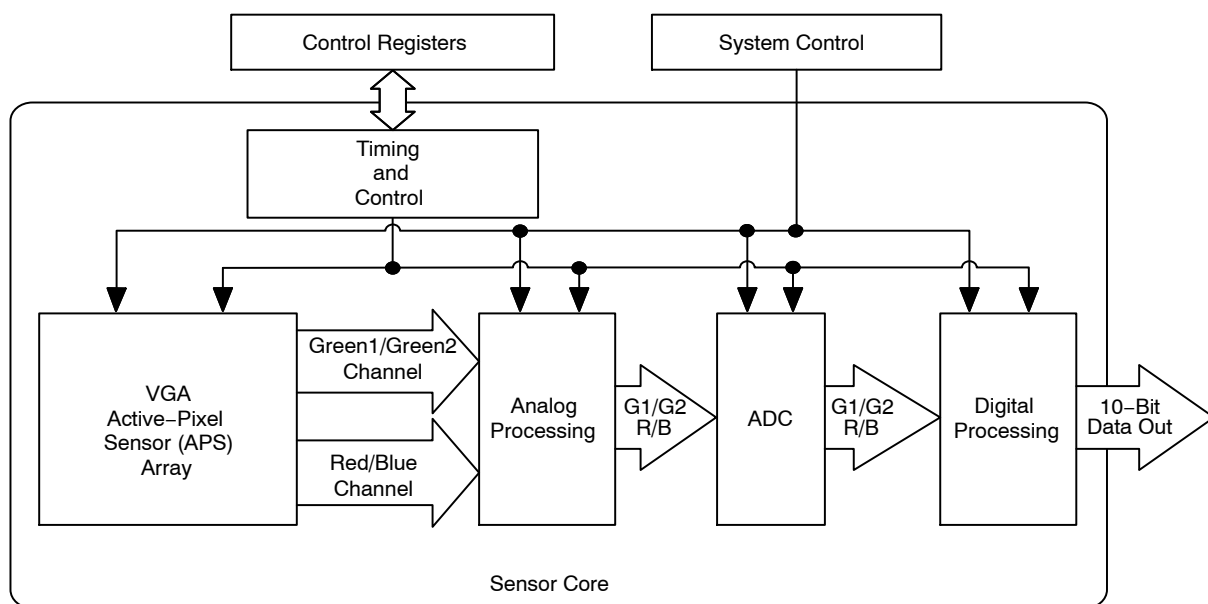 Control Registers
System Control
Timing
and
Control
Green1/Green2
Channel
Red/Blue
Channel
VGA
Active−Pixel
Sensor (APS)
Array
Analog
Processing
G1/G2
R/B
ADC
G1/G2
R/B
Digital
Processing
10−Bit
Data Out
Sensor Core